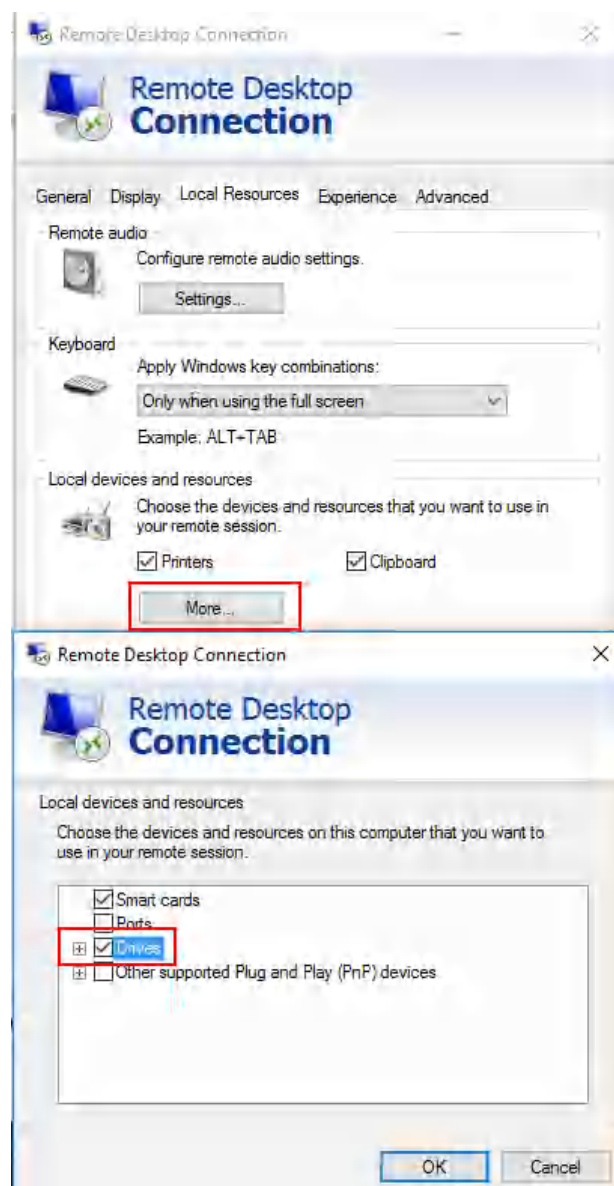 Remote Desktop Connection
Remote Desktop
Connection
General Display Local Resources Experience Advanced
Remote audio
Configure remote audio settings.
Settings...
Keyboard
Apply Windows key combinations:
Only when using the full screen
Example: ALT+TAB
Local devices and resources
Choose the devices and resources that you want to use in
your remote session.
Printers Clipboard
More...
Remote Desktop Connection
Remote Desktop
Connection
Local devices and resources
Choose the devices and resources on this computer that you want to
use in your remote session.
Smart cards
Ports
Drives
Other supported Plug and Play (PnP) devices
OK Cancel